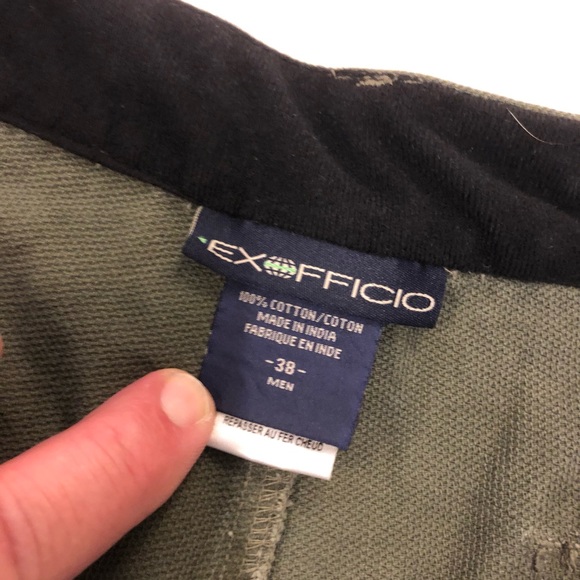 EXOFFICIO
100% COTTON/COTON
MADE IN INDIA
FABRIQUE EN INDE
-38-
MEN
REPASSER AU FER CHAUD